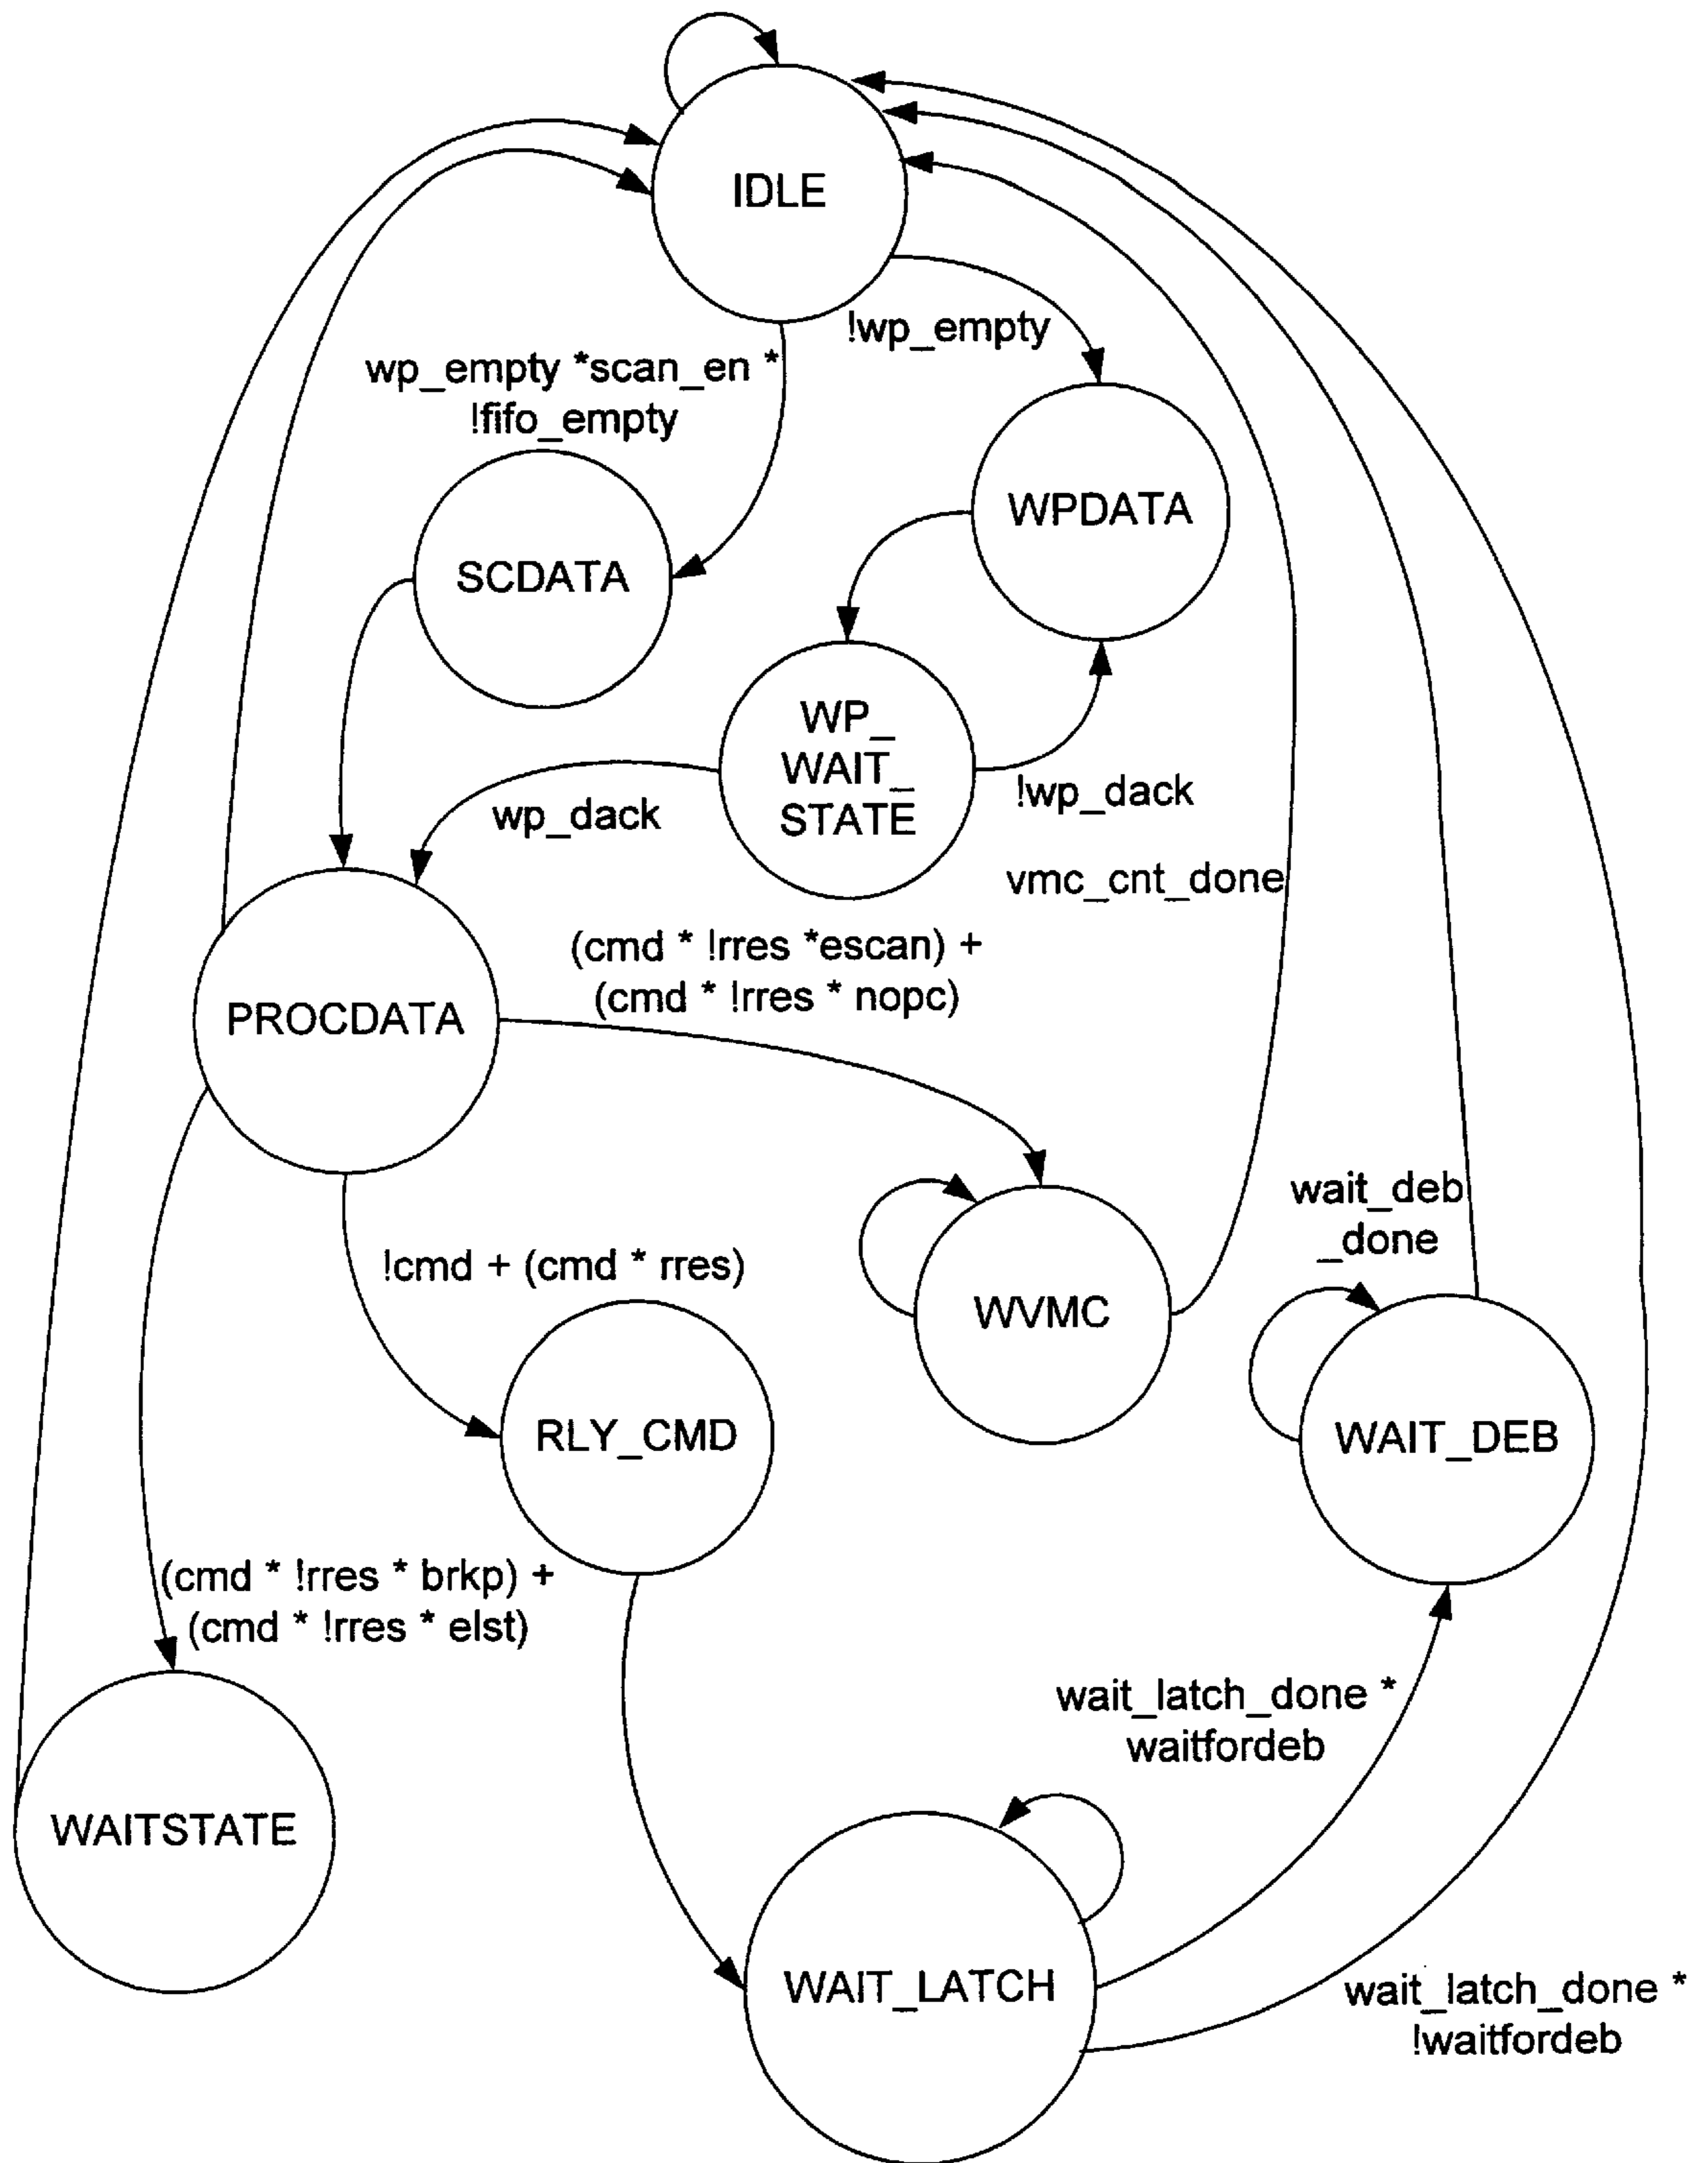 IDLE
!wp_empty
wp_empty *scan_en *
!fifo_empty
WPDATA
SCDATA
WP_
WAIT_
STATE
!wp_dack
wp_dack
vmc_cnt_done
(cmd * !rres *escan) +
(cmd * !rres * nopc)
PROCDATA
wait_deb
_done
!cmd + (cmd * rres)
WVMC
RLY_CMD
WAIT_DEB
(cmd * !rres * brkp) +
(cmd * !rres * elst)
wait_latch_done *
waitfordeb
WAITSTATE
WAIT_LATCH
wait_latch_done *
!waitfordeb